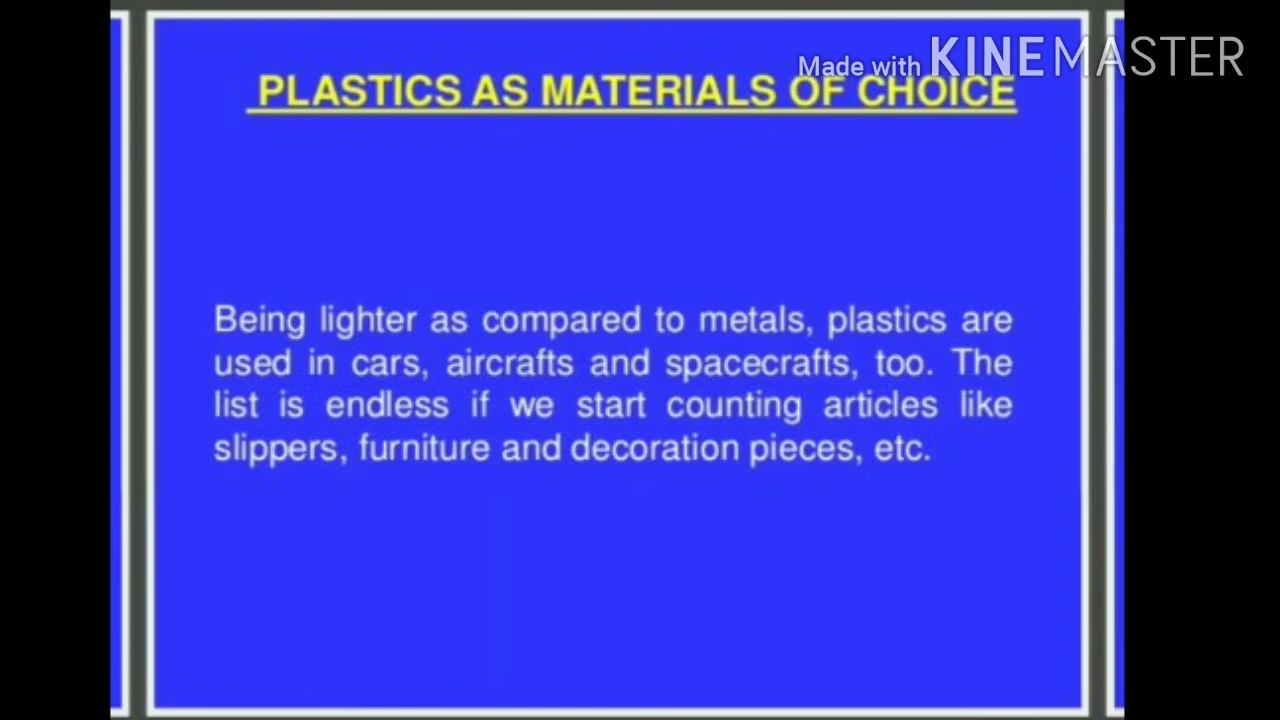 Made with KINEMASTER
PLASTICS AS MATERIALS OF CHOICE
Being lighter as compared to metals, plastics are
used in cars, aircrafts and spacecrafts, too. The
list is endless if we start counting articles like
slippers, furniture and decoration pieces, etc.